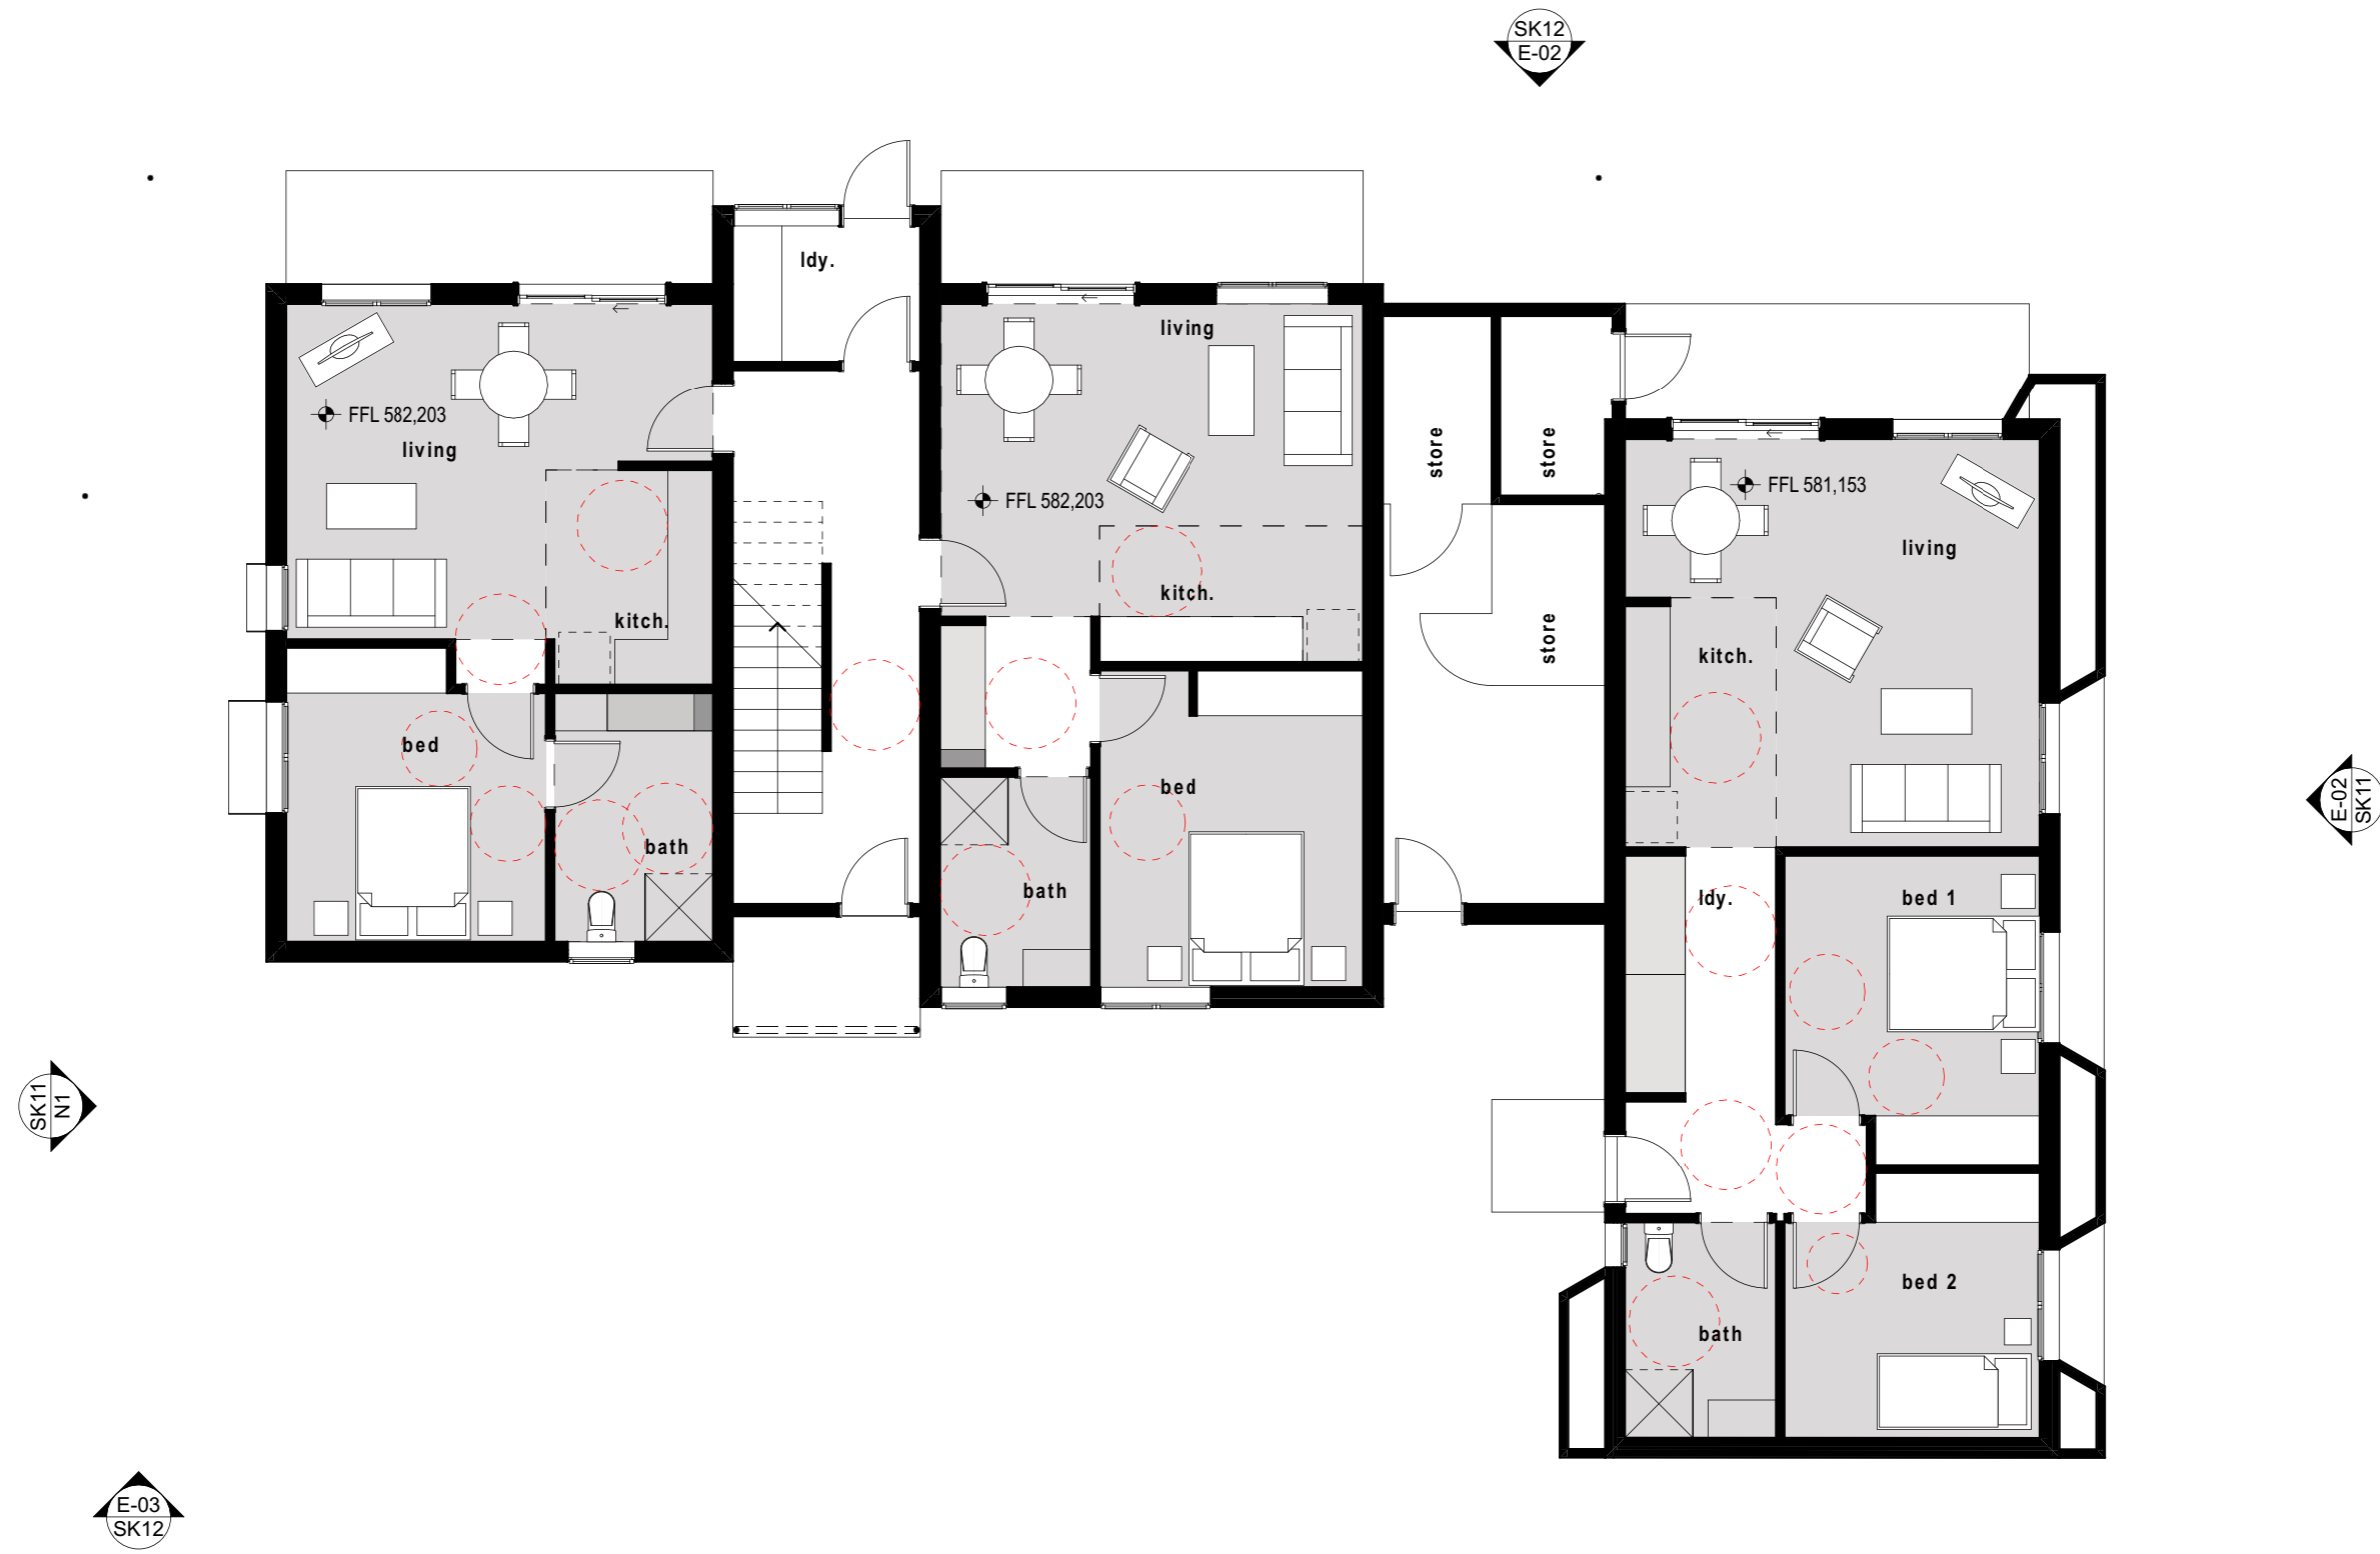 SK12
E-02
ldy.
living
FFL 582,203
living
store
store
FFL 581,153
FFL 582,203
living
kitch.
kitch.
store
kitch.
bed
bed
E-02
SK11
bath
bath
ldy.
bed 1
SK11
N1
bed 2
bath
E-03
SK12